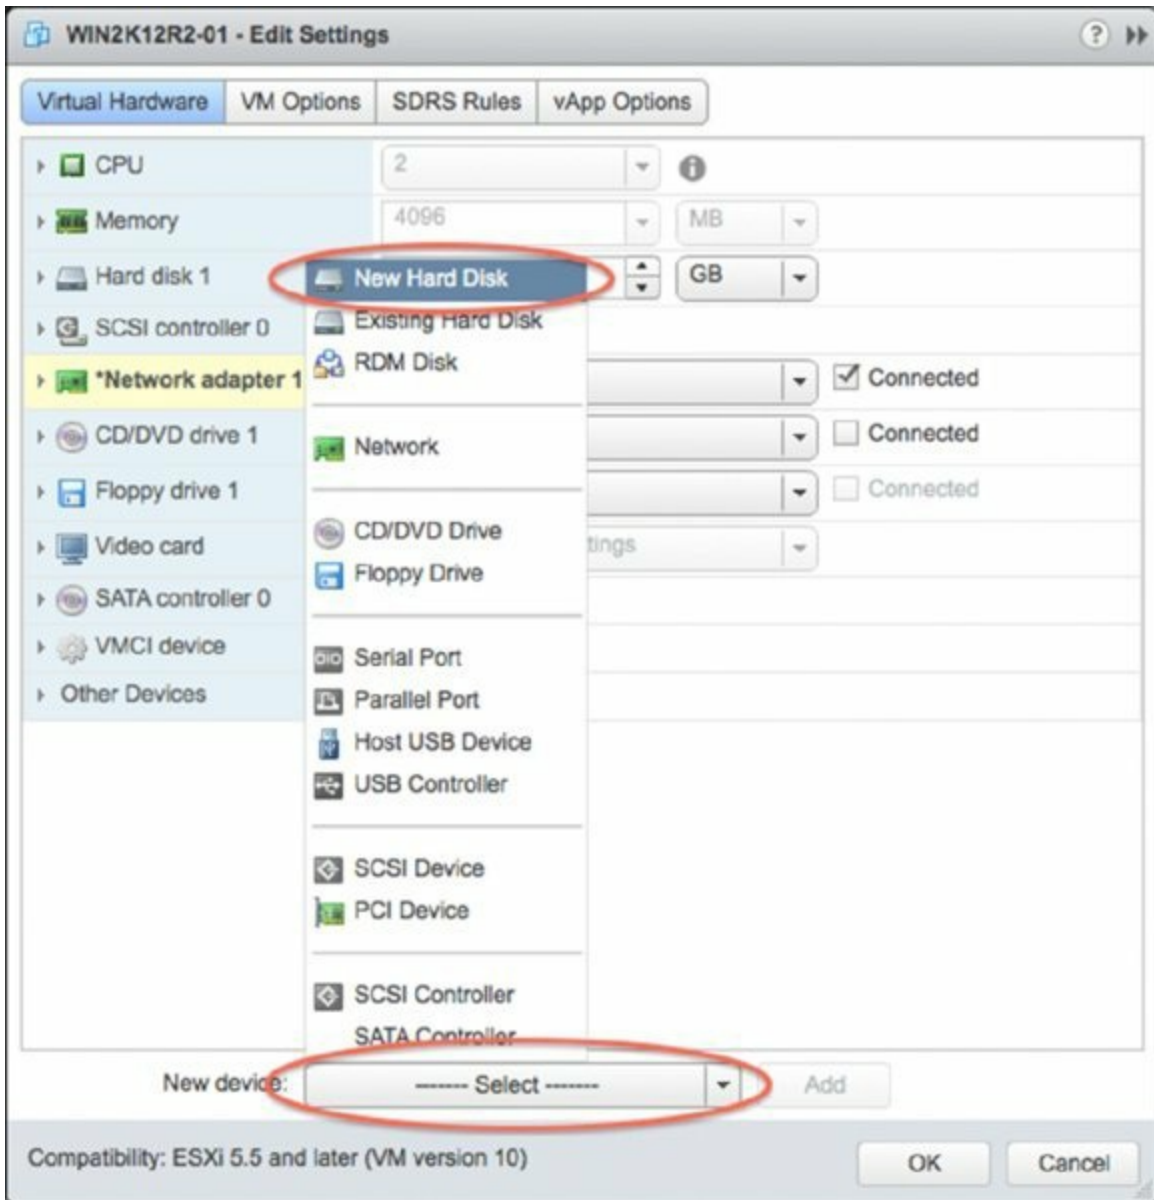 WIN2K12R2-01 - Edit Settings
?
Virtual Hardware VM Options SDRS Rules vApp Options
CPU 2
Memory 4096 MB
Hard disk 1 GB
SCSI controller 0
*Network adapter 1 Connected
CD/DVD drive 1 Connected
Floppy drive 1 Connected
Video card tings
SATA controller 0
VMCI device
Other Devices
New Hard Disk
Existing Hard Disk
RDM Disk
Network
CD/DVD Drive
Floppy Drive
Serial Port
Parallel Port
Host USB Device
USB Controller
SCSI Device
PCI Device
SCSI Controller
SATA Controller
New device: ------- Select ------- Add
Compatibility: ESXi 5.5 and later (VM version 10) OK Cancel